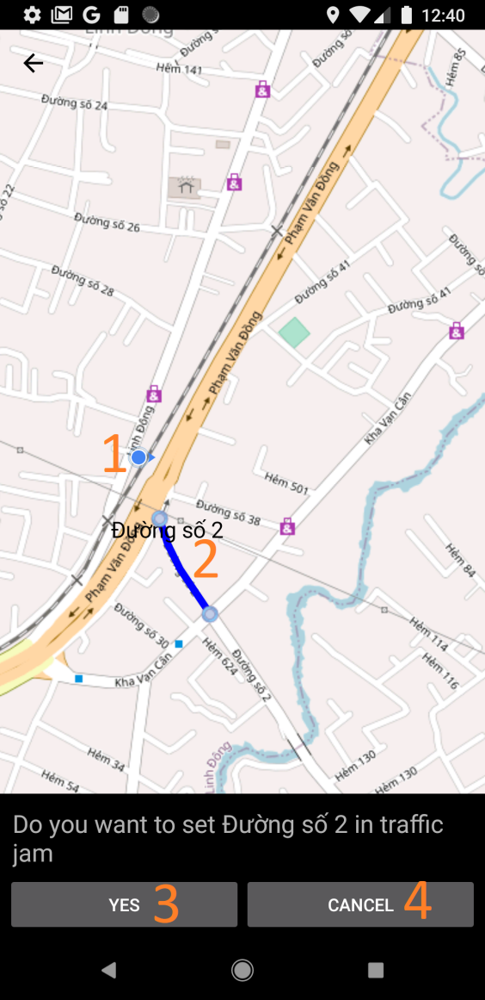 12:40
Linh Đông
Đường số
Đường số
Hẻm 141
Hẻm 85
Đường số 24
Phạm Văn Đồng
số 22
Đường số 26
Đường số
Đường số 28
Đường số 41
Đường số 41
Phạm Văn Đồng
Kha Vạn Cân
Linh Đông
1
Hẻm 501
Đường số 38
Đường số 2
2
Phạm Văn Đồng
Hẻm 84
Đường số 30
Hẻm 114
Hẻm 624
Đường số 2
Hẻm 116
Kha Vạn Cân
Hẻm 34
Linh Đông
Hẻm 130
Hẻm 130
Hẻm 54
Do you want to set Đường số 2 in traffic
jam
YES 3
CANCEL 4